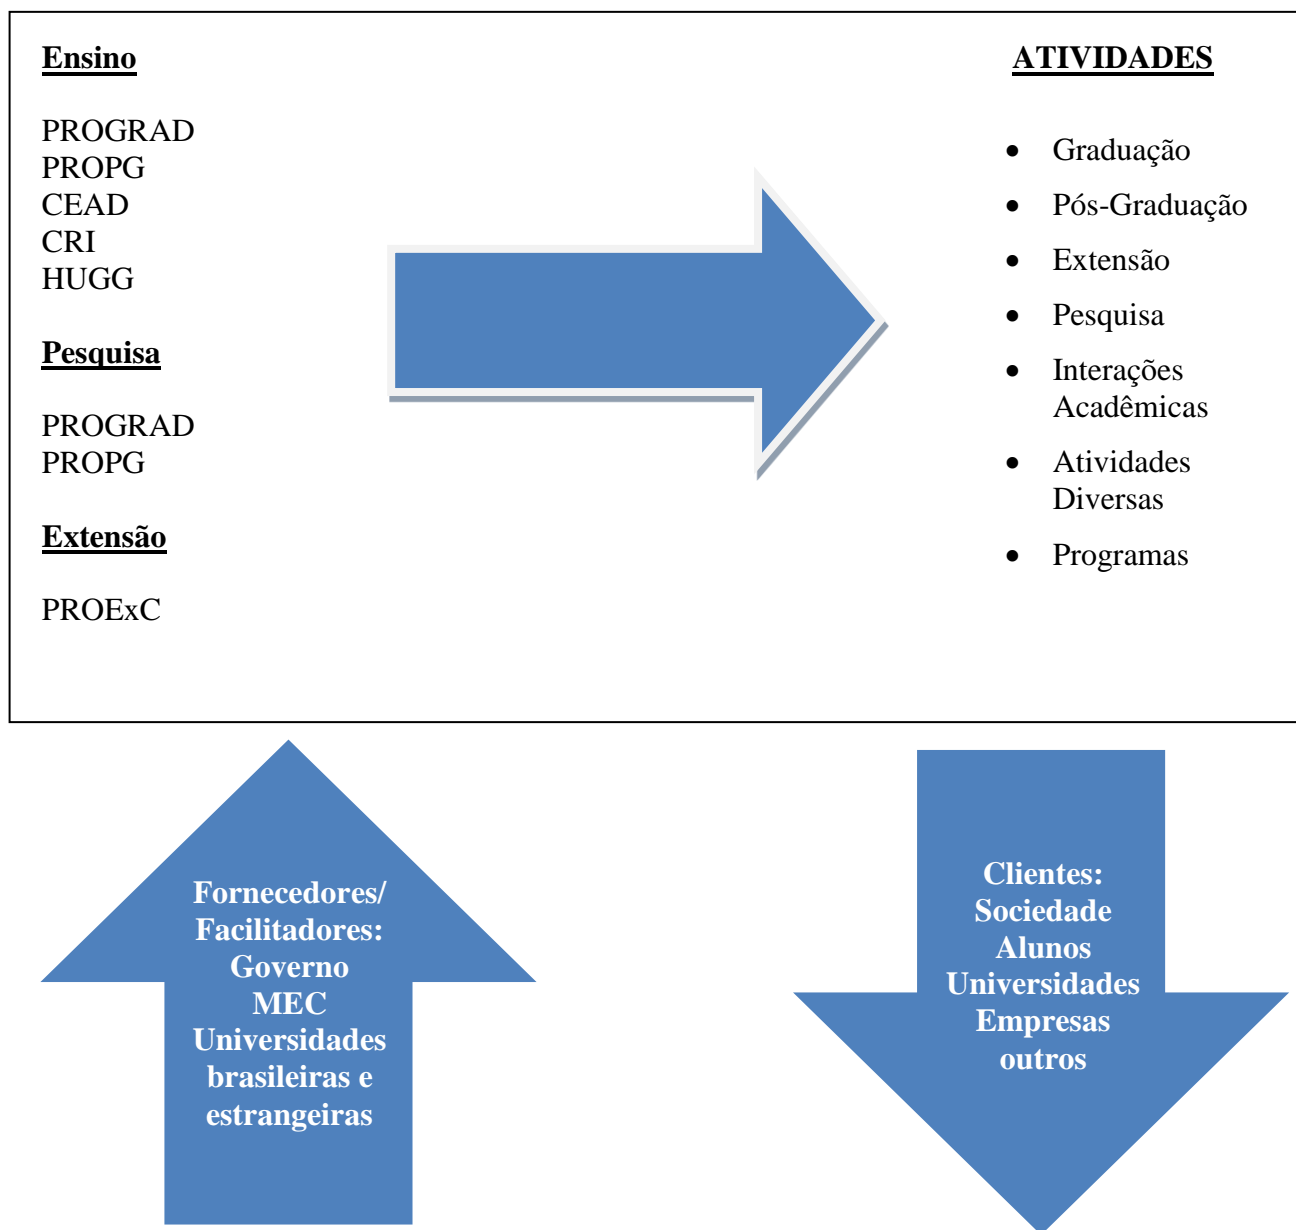 Ensino
PROGRAD
PROPG
CEAD
CRI
HUGG
Pesquisa
PROGRAD
PROPG
Extensão
PROExC
ATIVIDADES
• Graduação
• Pós-Graduação
• Extensão
• Pesquisa
• Interações
Acadêmicas
• Atividades
Diversas
• Programas
Fornecedores/
Facilitadores:
Governo
MEC
Universidades
brasileiras e
estrangeiras
Clientes:
Sociedade
Alunos
Universidades
Empresas
outros